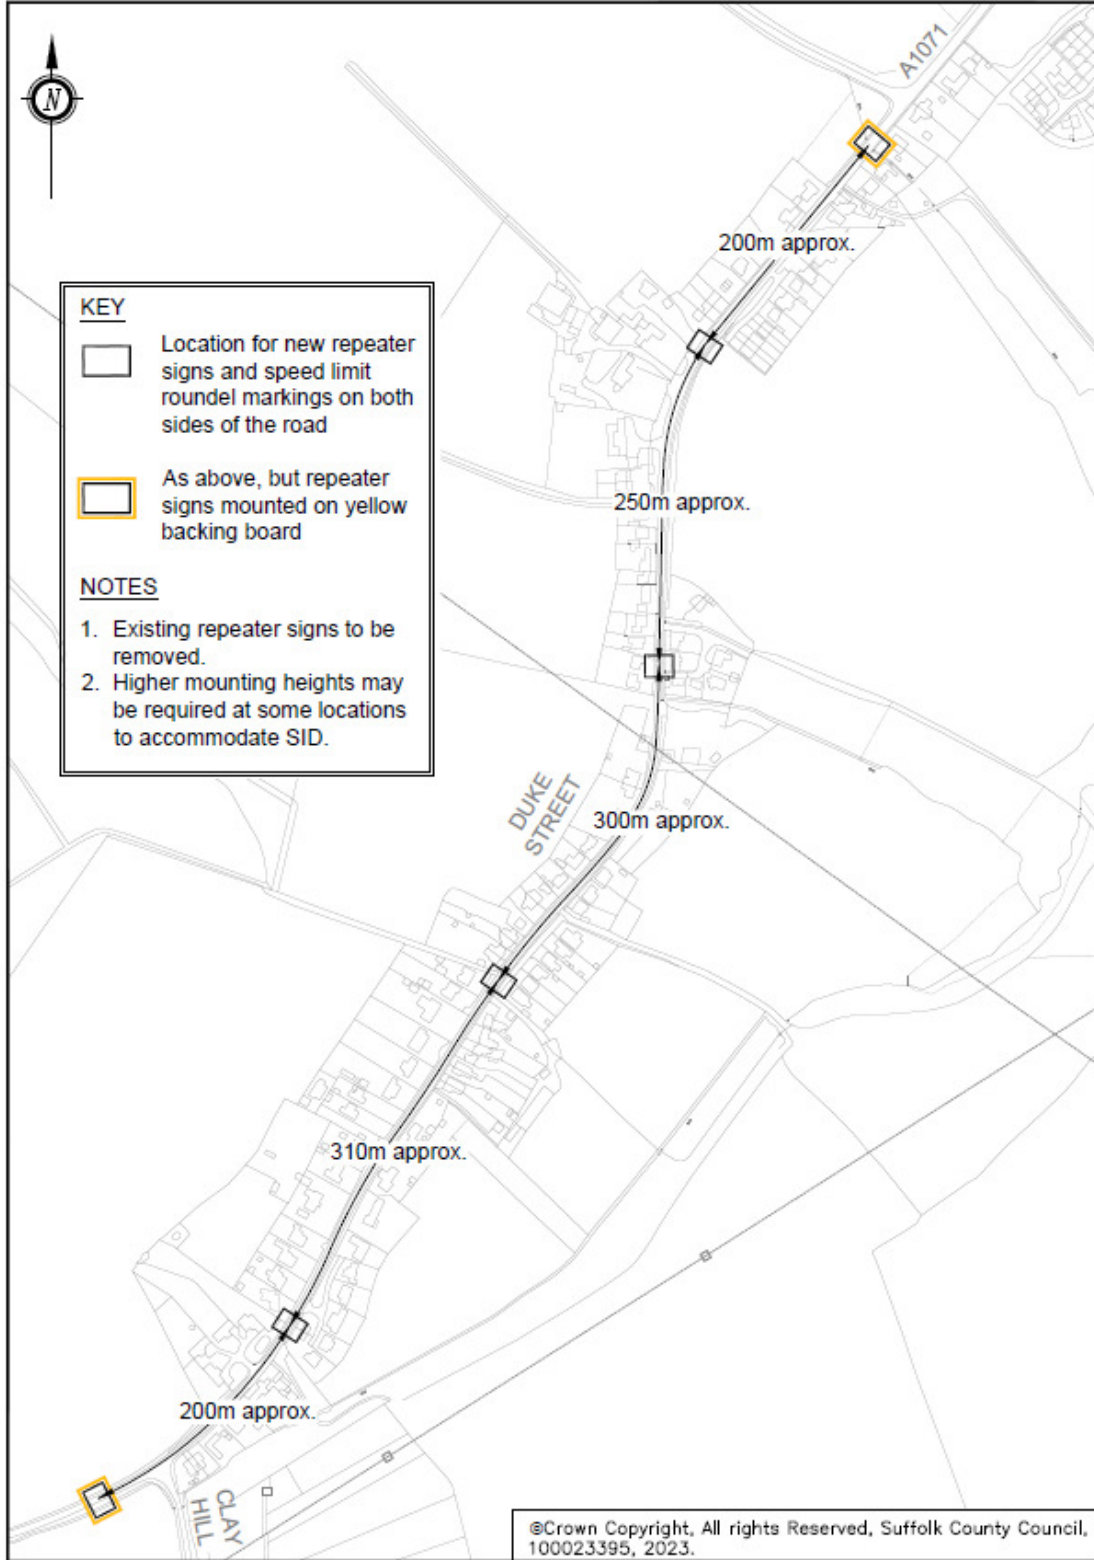 A1071
N
200m approx.
KEY
Location for new repeater
signs and speed limit
roundel markings on both
sides of the road
As above, but repeater
signs mounted on yellow
backing board
NOTES
1. Existing repeater signs to be
removed.
2. Higher mounting heights may
be required at some locations
to accommodate SID.
250m approx.
DUKE
STREET
300m approx.
310m approx.
200m approx.
CLAY
HILL
©Crown Copyright, All rights Reserved, Suffolk County Council,
100023395, 2023.